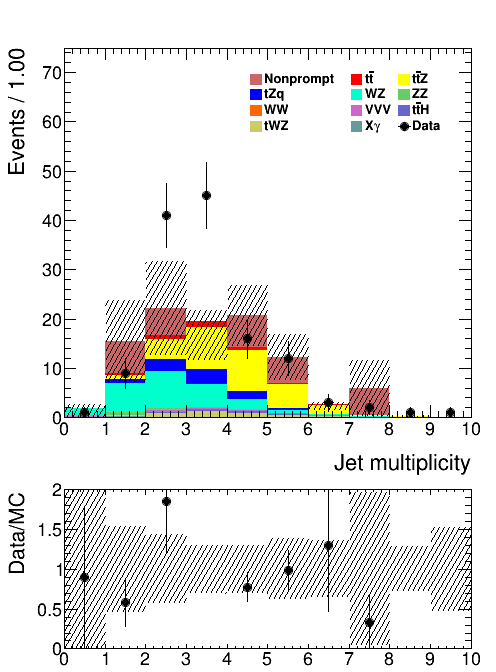 Events / 1.00
70
60
50
40
30
20
10
0
Nonprompt tt̄ tt̄Z
tZq WZ ZZ
WW VVV tt̄H
tWZ Xγ Data
0 1 2 3 4 5 6 7 8 9 10
Jet multiplicity
Data/MC
2
1.5
1
0.5
0
0 1 2 3 4 5 6 7 8 9 10